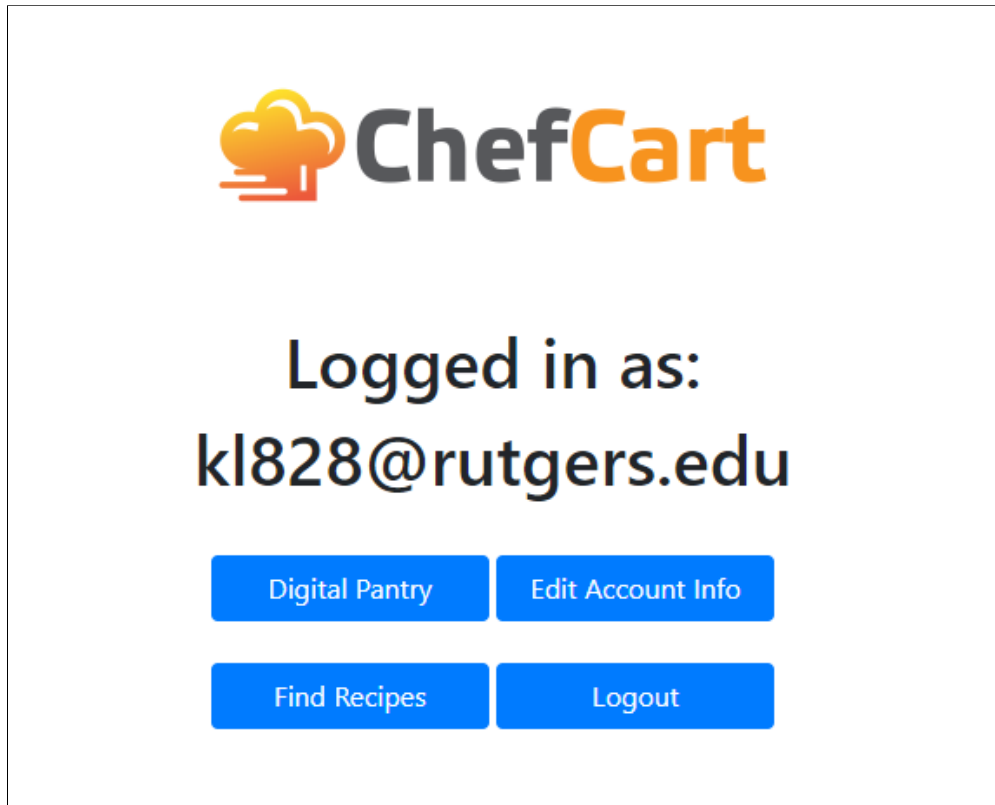 ChefCart
Logged in as:
kl828@rutgers.edu
Digital Pantry Edit Account Info
Find Recipes Logout